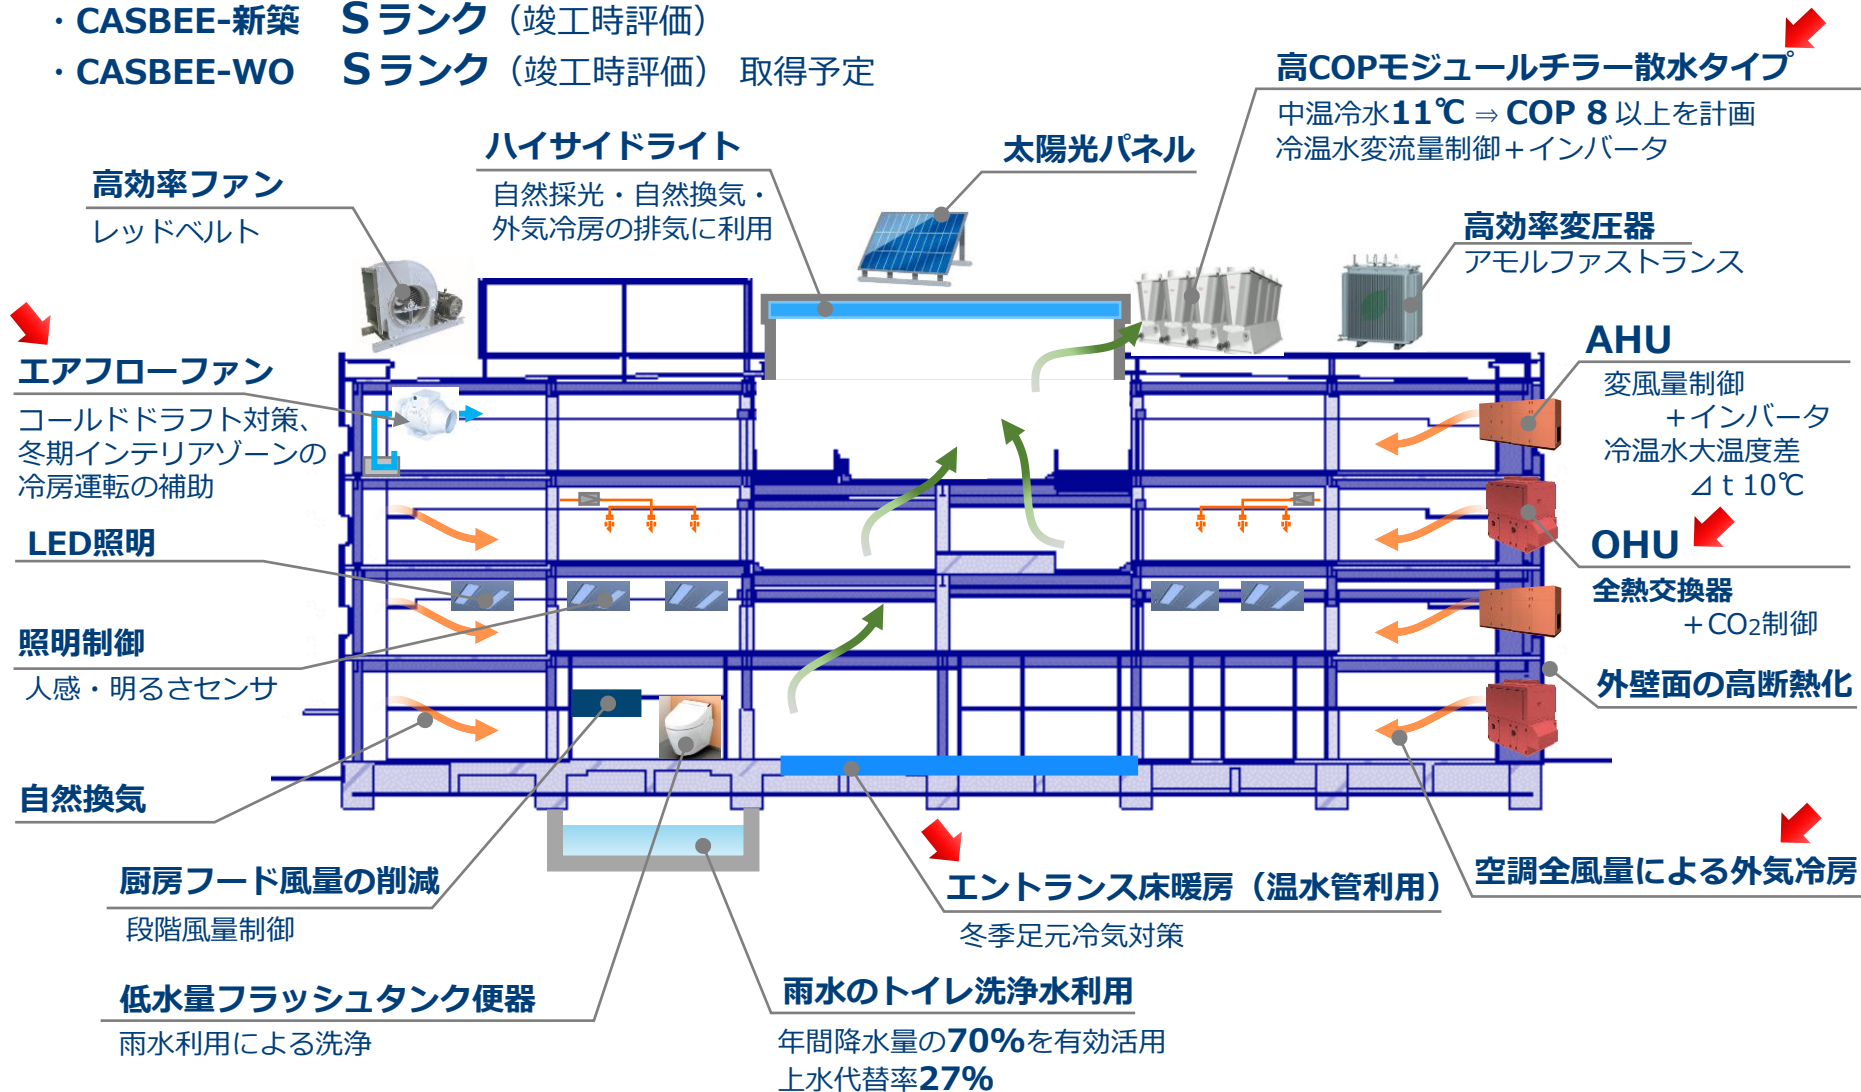 ・CASBEE-新築　Sランク（竣工時評価）
・CASBEE-WO　Sランク（竣工時評価） 取得予定
高COPモジュールチラー散水タイプ
中温冷水11℃ ⇒ COP 8 以上を計画
冷温水変流量制御＋インバータ
ハイサイドライト
自然採光・自然換気・
外気冷房の排気に利用
太陽光パネル
高効率ファン
レッドベルト
高効率変圧器
アモルファストランス
エアフローファン
コールドドラフト対策、
冬期インテリアゾーンの
冷房運転の補助
AHU
変風量制御
＋インバータ
冷温水大温度差
⊿ t 10℃
LED照明
OHU
全熱交換器
＋CO2制御
照明制御
人感・明るさセンサ
外壁面の高断熱化
自然換気
厨房フード風量の削減
段階風量制御
エントランス床暖房（温水管利用）
冬季足元冷気対策
空調全風量による外気冷房
低水量フラッシュタンク便器
雨水利用による洗浄
雨水のトイレ洗浄水利用
年間降水量の70%を有効活用
上水代替率27%